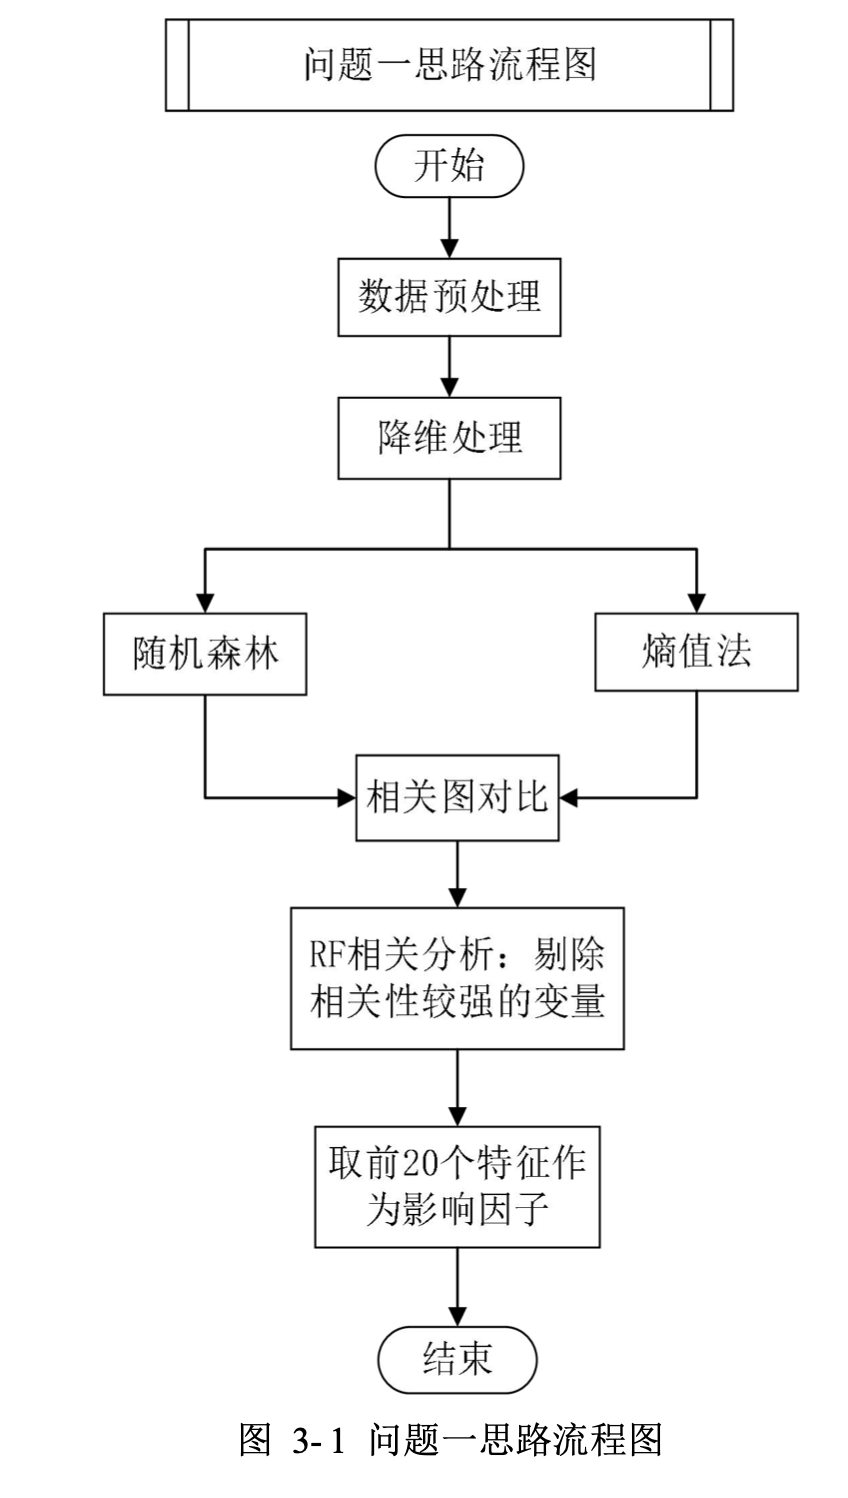 问题一思路流程图
开始
数据预处理
降维处理
随机森林
熵值法
相关图对比
RF相关分析：剔除
相关性较强的变量
取前20个特征作
为影响因子
结束
图 3-1 问题一思路流程图